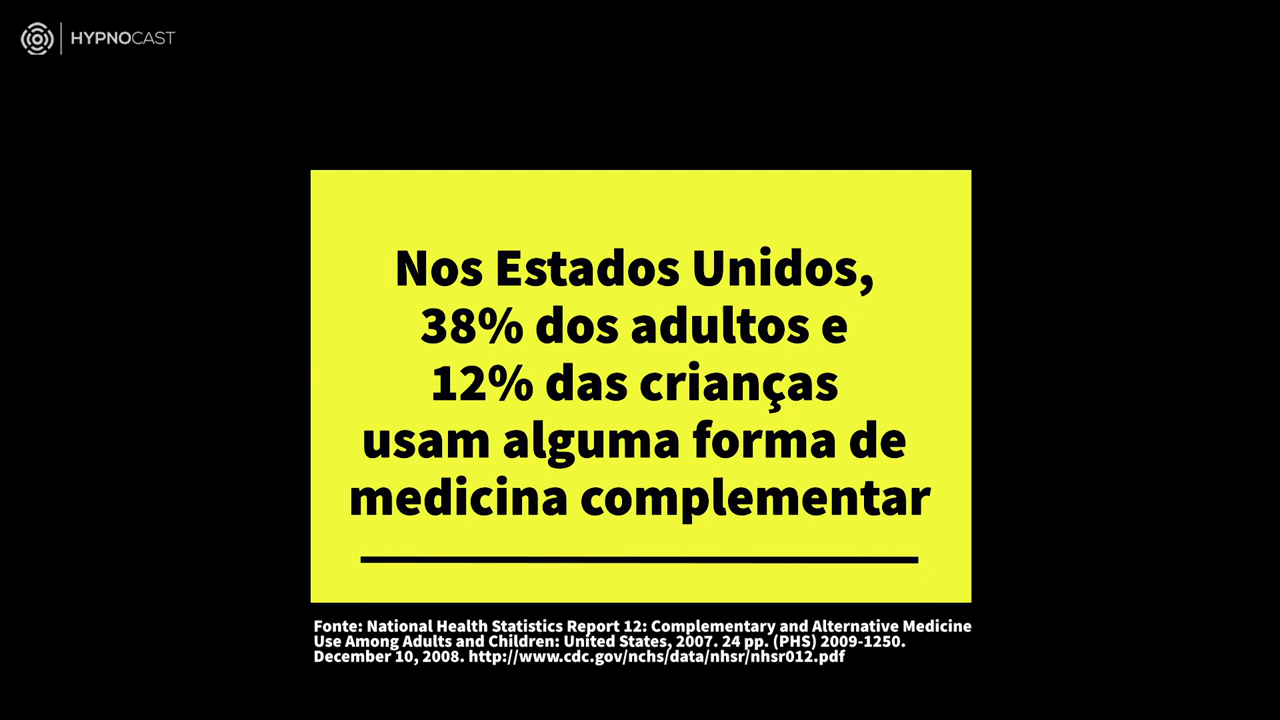 HYPNOCAST
Nos Estados Unidos,
38% dos adultos e
12% das crianças
usam alguma forma de
medicina complementar
Fonte: National Health Statistics Report 12: Complementary and Alternative Medicine
Use Among Adults and Children: United States, 2007. 24 pp. (PHS) 2009-1250.
December 10, 2008. http://www.cdc.gov/nchs/data/nhsr/nhsr012.pdf